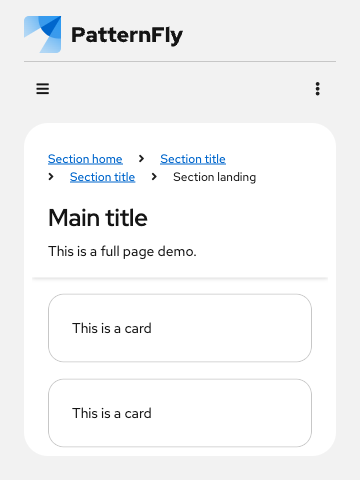 PatternFly
Section home > Section title
> Section title > Section landing
Main title
This is a full page demo.
This is a card
This is a card